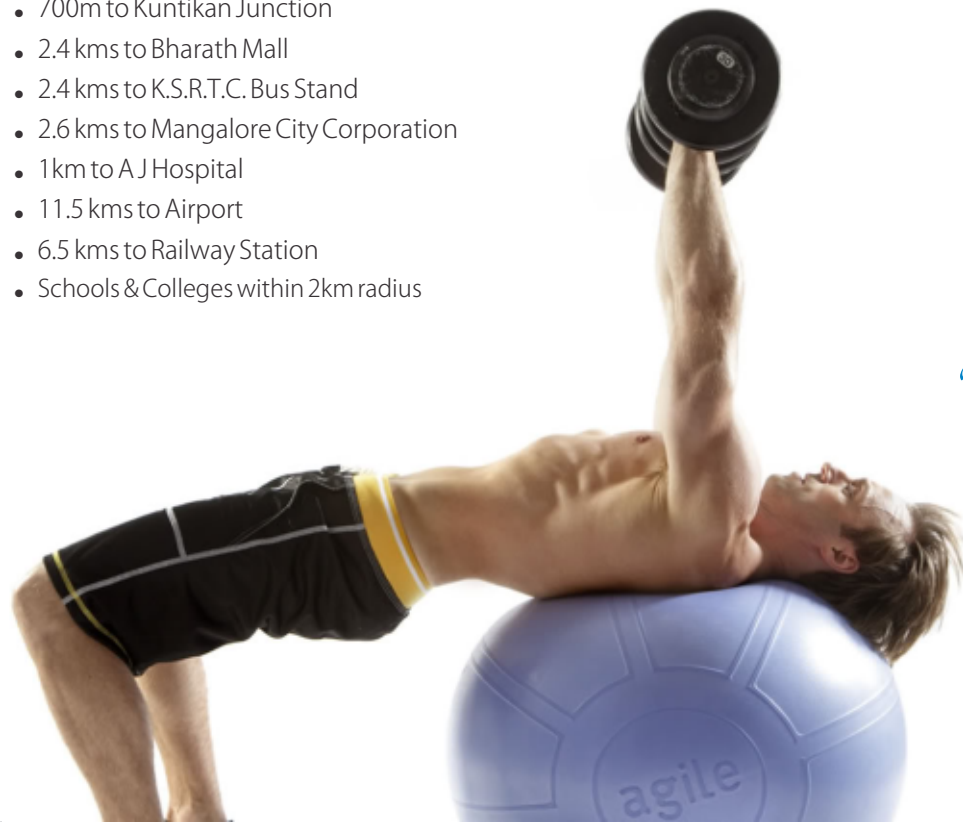 • 700m to Kuntikan Junction
• 2.4 kms to Bharath Mall
• 2.4 kms to K.S.R.T.C. Bus Stand
• 2.6 kms to Mangalore City Corporation
• 1km to A J Hospital
• 11.5 kms to Airport
• 6.5 kms to Railway Station
• Schools & Colleges within 2km radius
agile